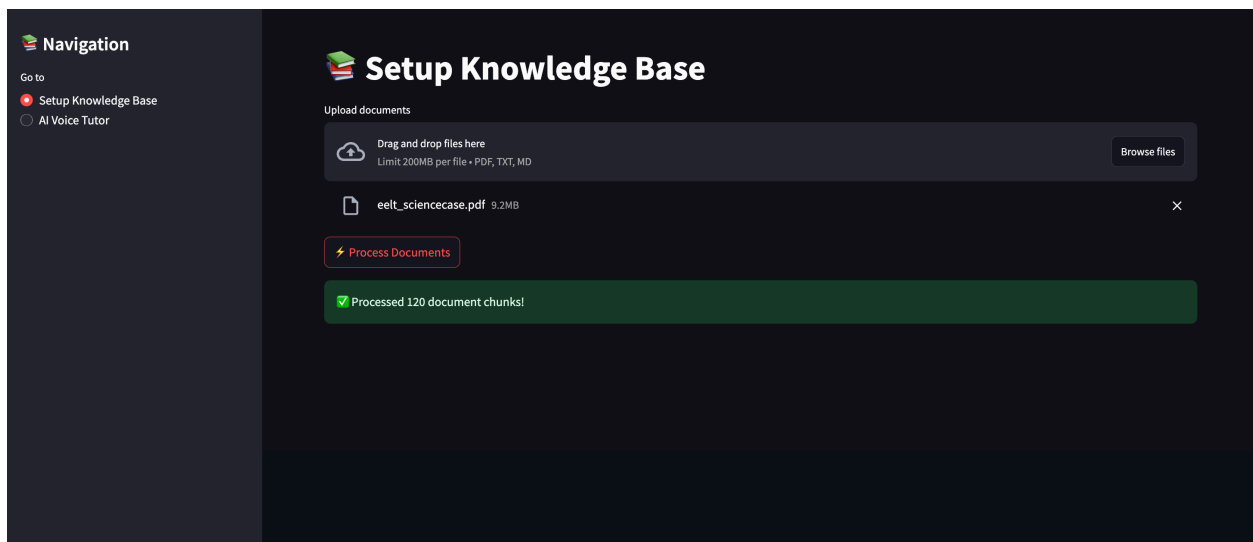 📚 Navigation
Go to
Setup Knowledge Base
AI Voice Tutor
📚 Setup Knowledge Base
Upload documents
Drag and drop files here
Limit 200MB per file • PDF, TXT, MD
Browse files
eelt_sciencecase.pdf 9.2MB
⚡ Process Documents
✅ Processed 120 document chunks!